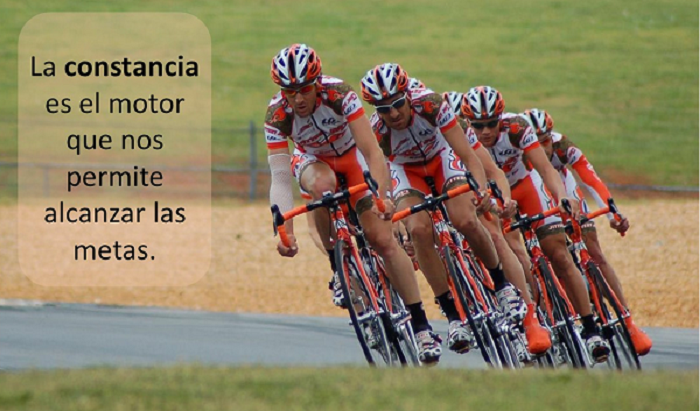 La constancia
es el motor
que nos
permite
alcanzar las
metas.